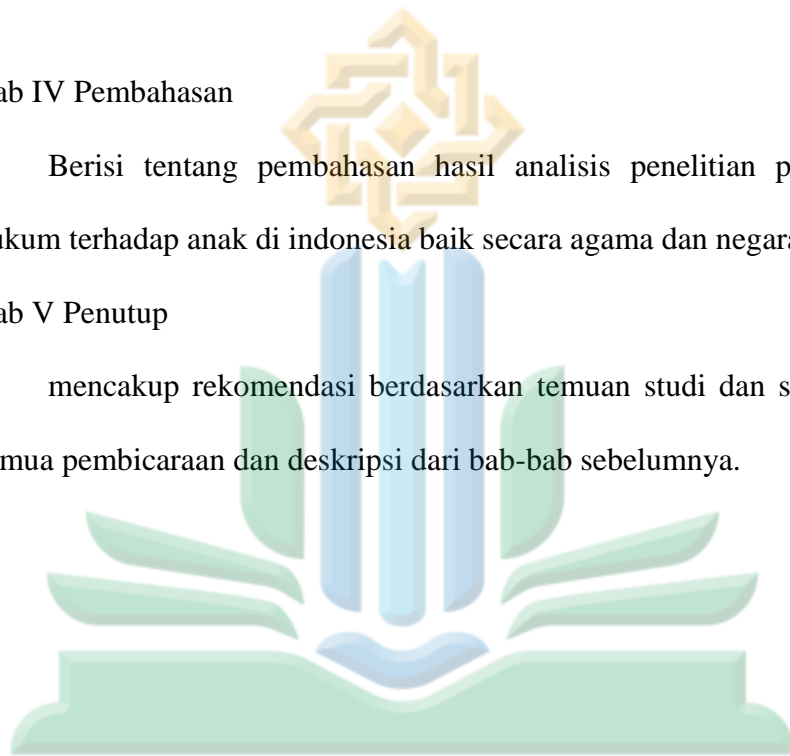 ab IV Pembahasan
Berisi tentang pembahasan hasil analisis penelitian p
ukum terhadap anak di indonesia baik secara agama dan negara
ab V Penutup
mencakup rekomendasi berdasarkan temuan studi dan s
mua pembicaraan dan deskripsi dari bab-bab sebelumnya.